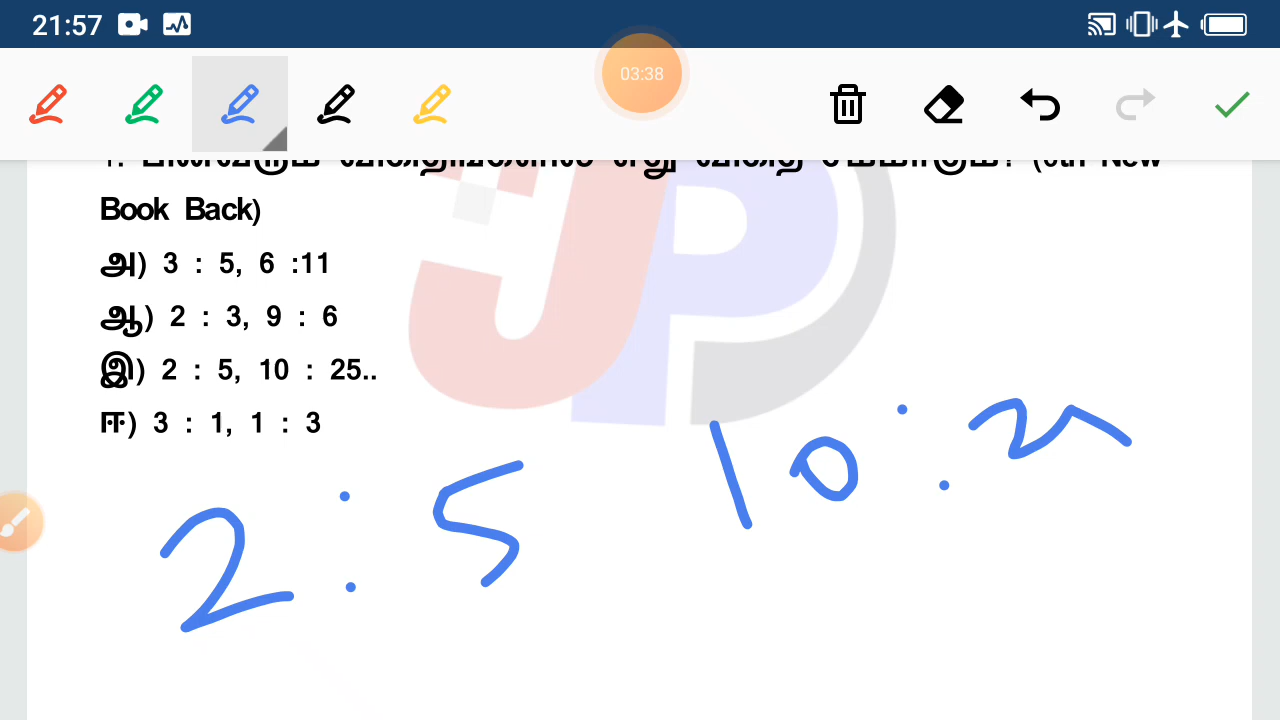 21:57
03:38
Book Back)
அ) 3 : 5, 6 :11
ஆ) 2 : 3, 9 : 6
இ) 2 : 5, 10 : 25..
ஈ) 3 : 1, 1 : 3
2 : 5 10 :
JP